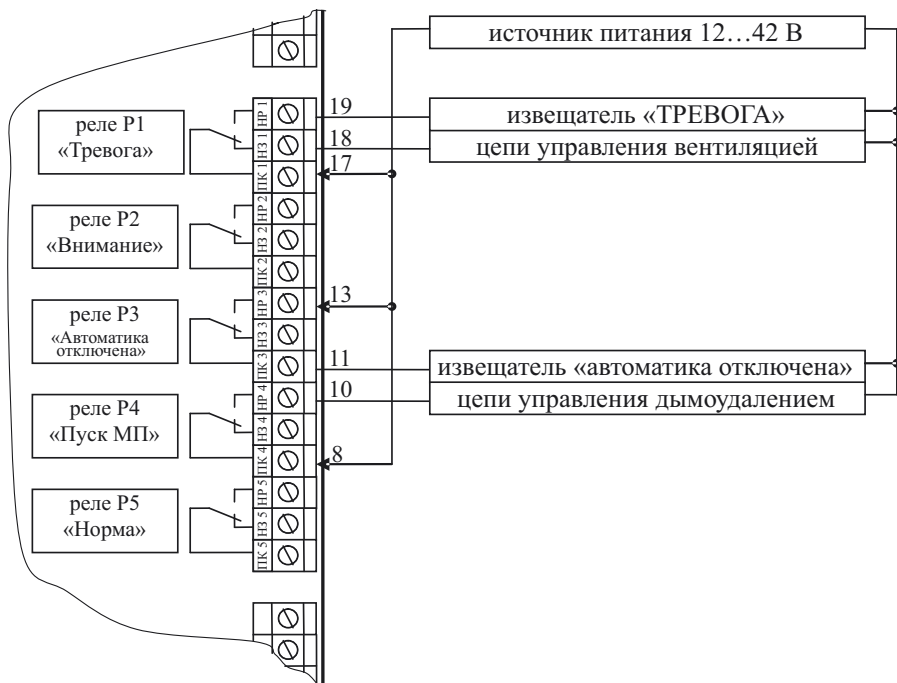 источник питания 12…42 В
реле Р1
«Тревога»
НР 1
НЗ 1
ПК 1
19
18
17
извещатель «ТРЕВОГА»
цепи управления вентиляцией
реле Р2
«Внимание»
НР 2
НЗ 2
ПК 2
реле Р3
«Автоматика
отключена»
НР 3
НЗ 3
ПК 3
13
11
извещатель «автоматика отключена»
реле Р4
«Пуск МП»
НР 4
НЗ 4
ПК 4
10
8
цепи управления дымоудалением
реле Р5
«Норма»
НР 5
НЗ 5
ПК 5